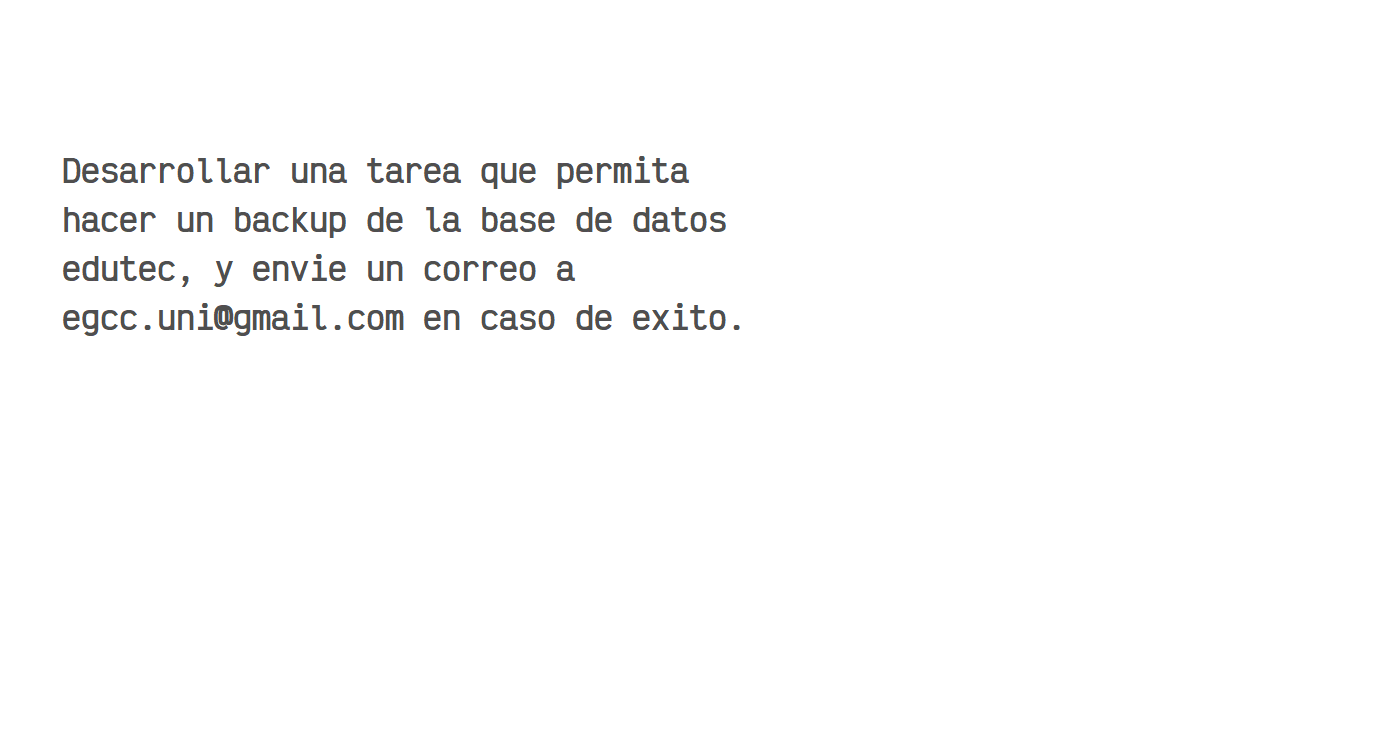 Desarrollar una tarea que permita
hacer un backup de la base de datos
edutec, y envie un correo a
egcc.uni@gmail.com en caso de exito.